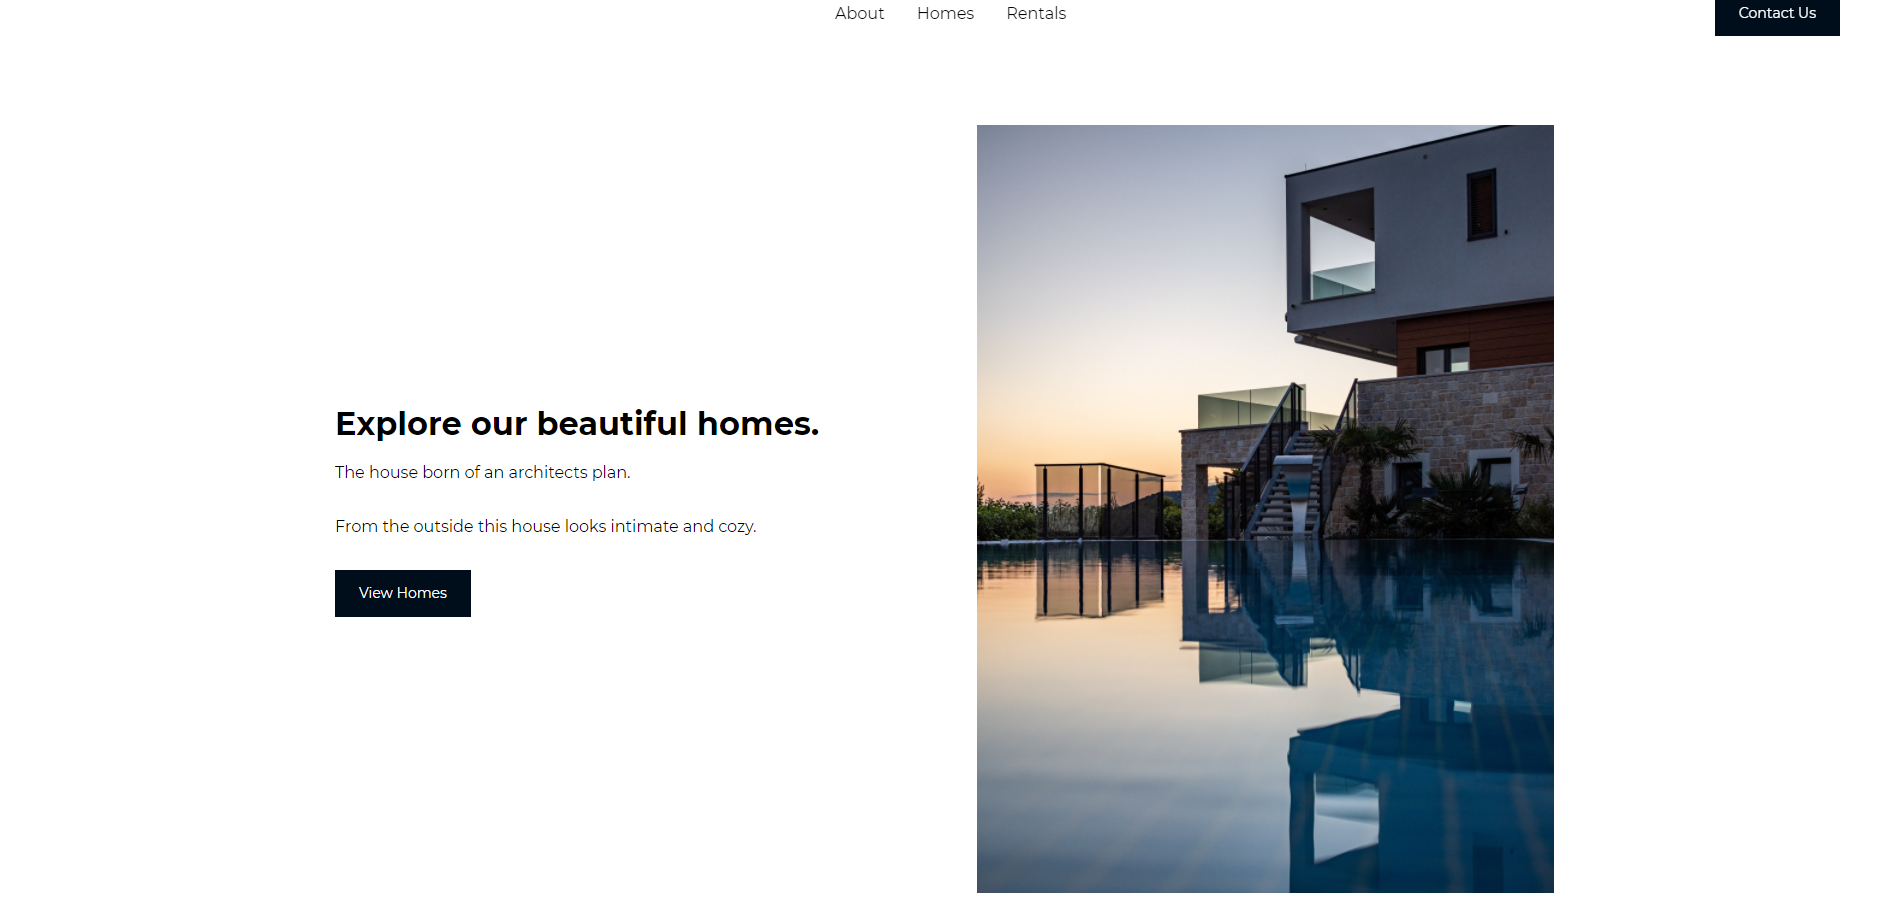 About Homes Rentals Contact Us
Explore our beautiful homes.
The house born of an architects plan.
From the outside this house looks intimate and cozy.
View Homes